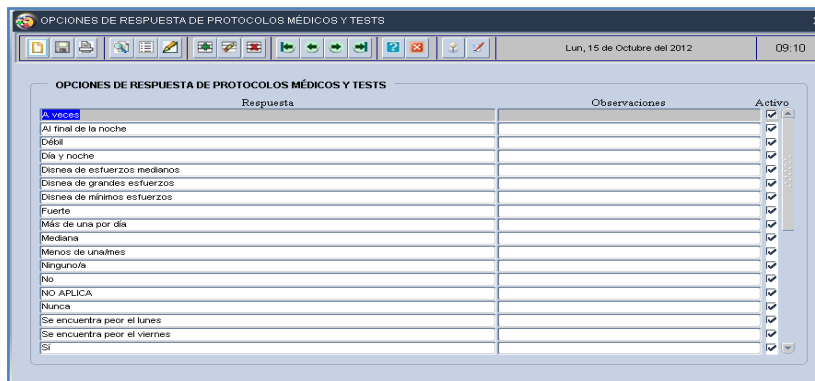 OPCIONES DE RESPUESTA DE PROTOCOLOS MÉDICOS Y TESTS
Lun, 15 de Octubre del 2012 09:10
OPCIONES DE RESPUESTA DE PROTOCOLOS MÉDICOS Y TESTS
Respuesta Observaciones Activo
A veces
Al final de la noche
Débil
Día y noche
Disnea de esfuerzos medianos
Disnea de grandes esfuerzos
Disnea de mínimos esfuerzos
Fuerte
Más de una por día
Mediana
Menos de una/mes
Ninguno/a
No
NO APLICA
Nunca
Se encuentra peor el lunes
Se encuentra peor el viernes
Sí